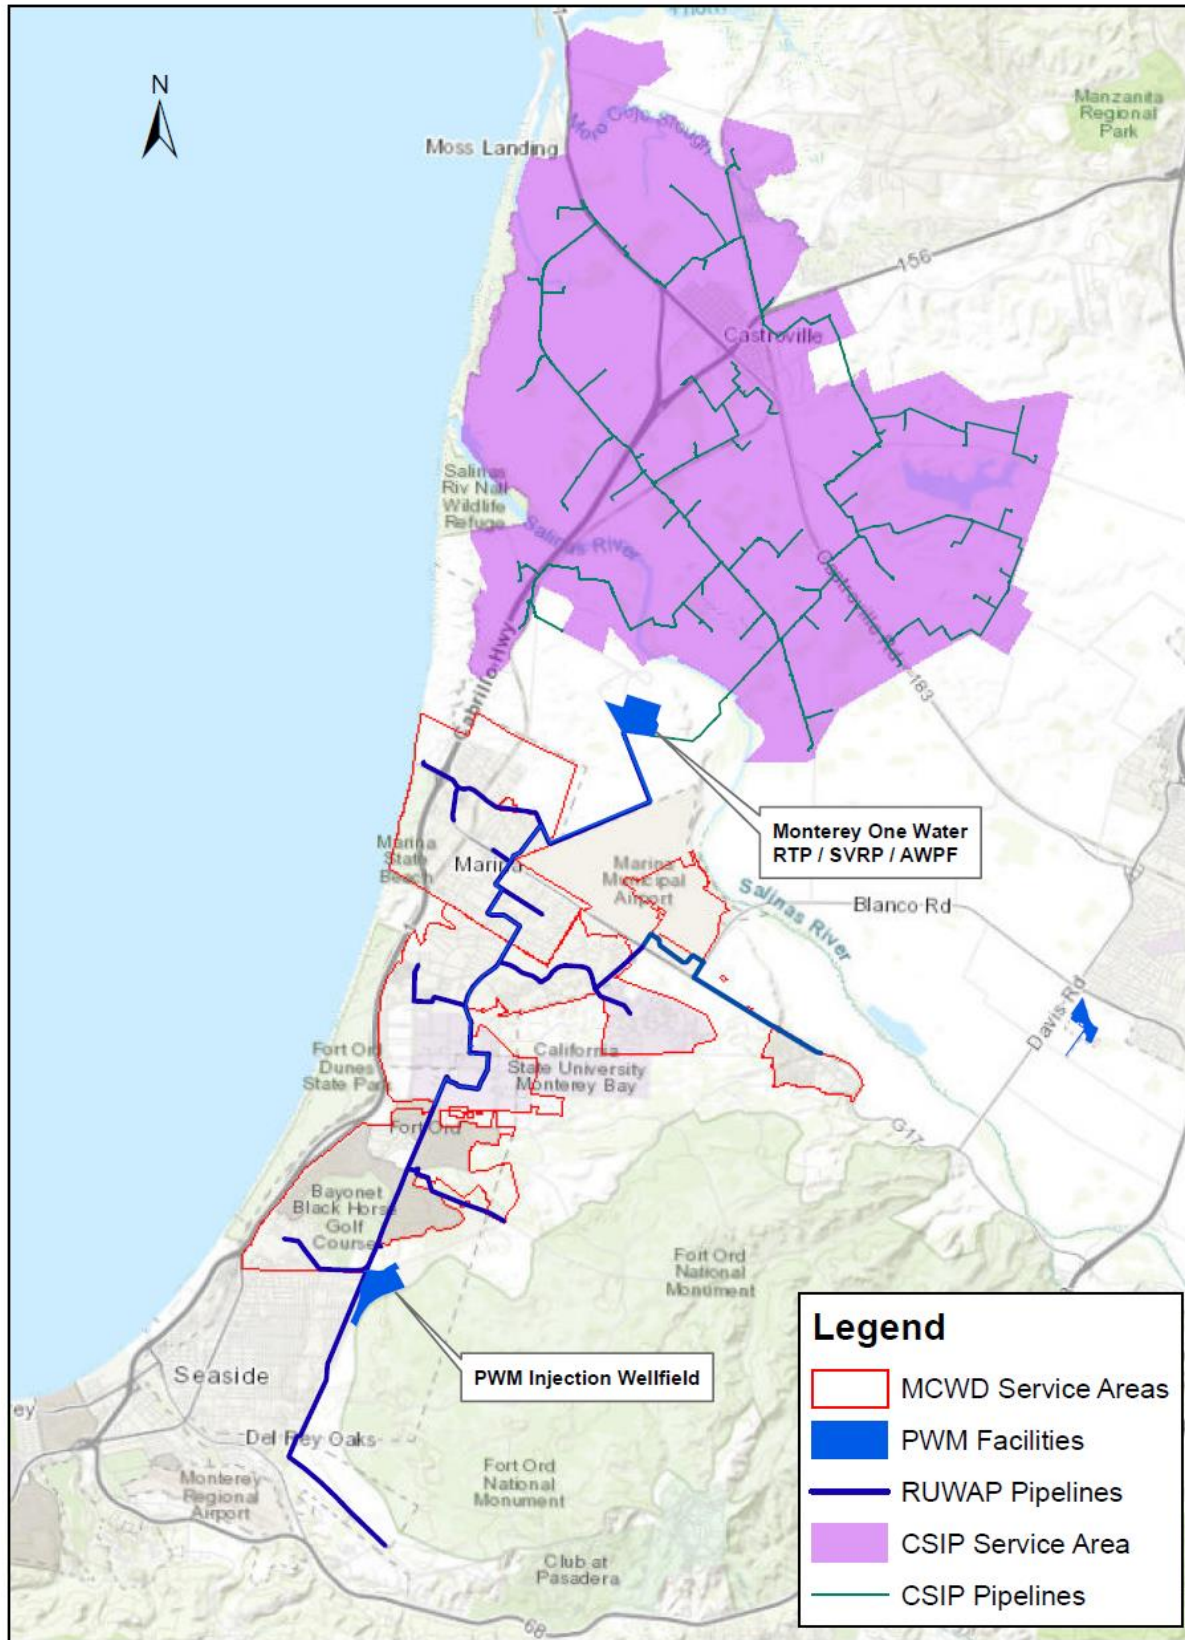 N
Manzanita
Regional
Park
Moss Landing
Moro Cojo Slough
156
Castroville
Salinas
Riv Natl
Wildlife
Refuge
Salinas River
Castroville Rd
183
Cabrillo Hwy
Monterey One Water
RTP / SVRP / AWPF
Marina
State
Beach
Marina
Marina
Municipal
Airport
Salinas River
Blanco Rd
Davis Rd
Fort Ord
Dunes
State Park
California
State University
Monterey Bay
G17
Fort Ord
Bayonet
Black Horse
Golf
Course
Fort Ord
National
Monument
PWM Injection Wellfield
Seaside
ey
Del Rey Oaks
Monterey
Regional
Airport
Fort Ord
National
Monument
Club at
Pasadera
68
Legend
MCWD Service Areas
PWM Facilities
RUWAP Pipelines
CSIP Service Area
CSIP Pipelines